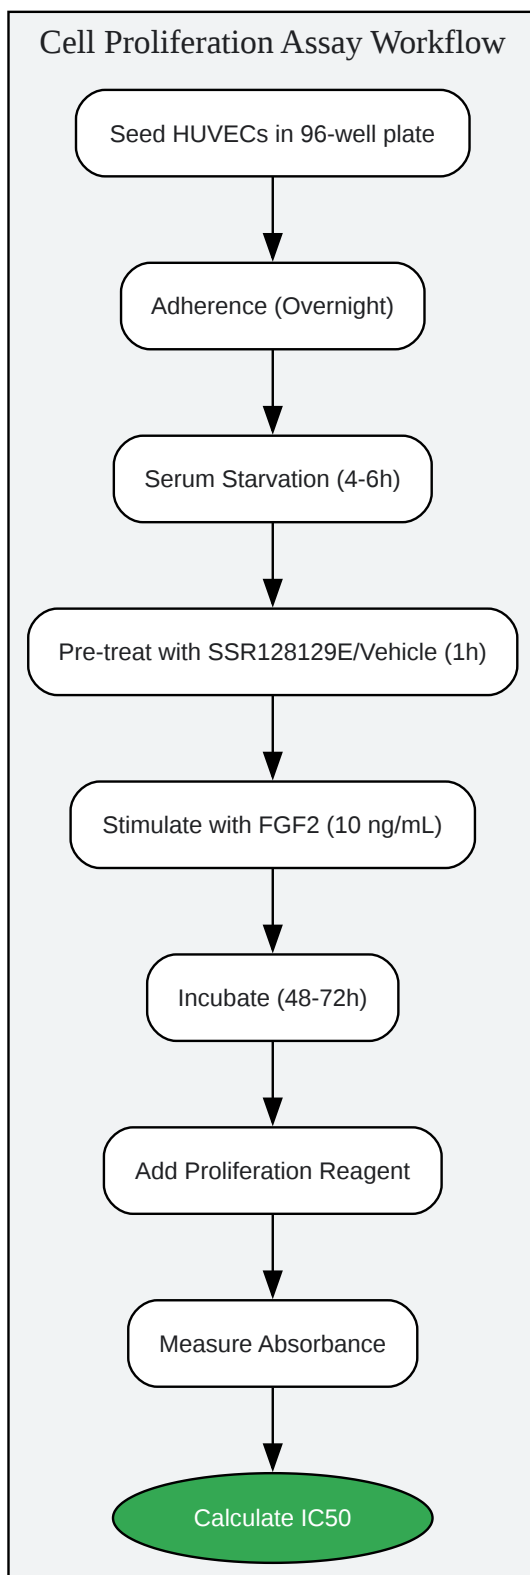 Cell Proliferation Assay Workflow
Seed HUVECs in 96-well plate
Adherence (Overnight)
Serum Starvation (4-6h)
Pre-treat with SSR128129E/Vehicle (1h)
Stimulate with FGF2 (10 ng/mL)
Incubate (48-72h)
Add Proliferation Reagent
Measure Absorbance
Calculate IC50